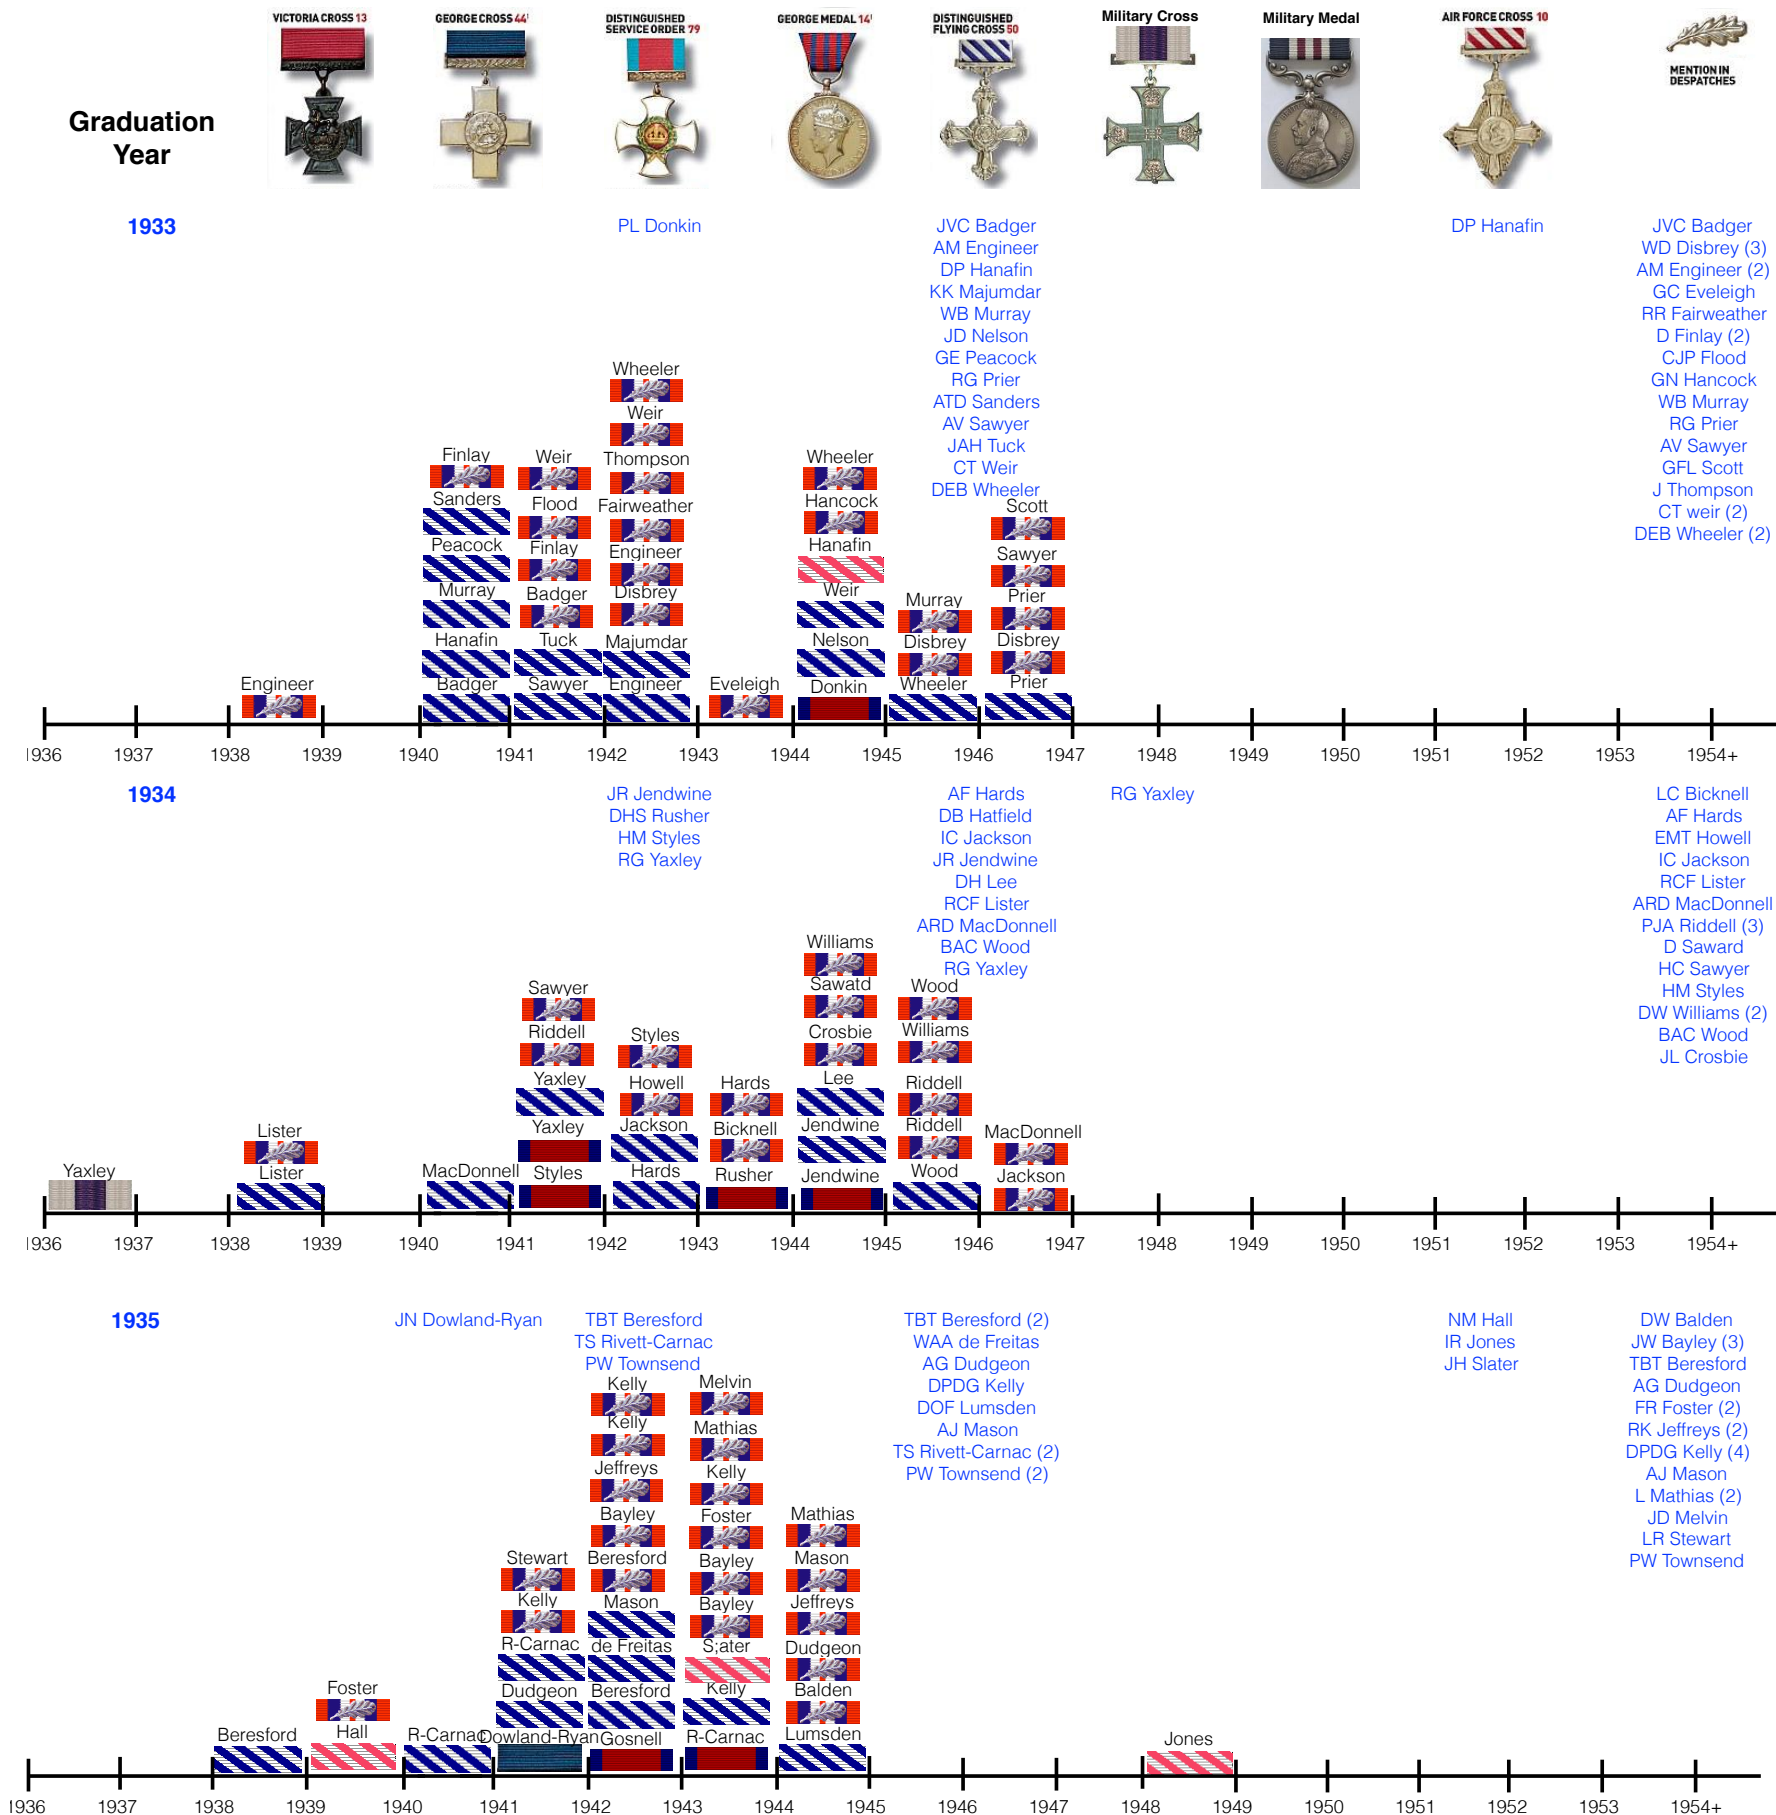 VICTORIA CROSS 13
GEORGE CROSS 44¹
DISTINGUISHED
SERVICE ORDER 79
GEORGE MEDAL 14¹
DISTINGUISHED
FLYING CROSS 50
Military Cross
Military Medal
AIR FORCE CROSS 10
MENTION IN
DESPATCHES
Graduation
Year
1933
PL Donkin
JVC Badger
AM Engineer
DP Hanafin
KK Majumdar
WB Murray
JD Nelson
GE Peacock
RG Prier
ATD Sanders
AV Sawyer
JAH Tuck
CT Weir
DEB Wheeler
DP Hanafin
JVC Badger
WD Disbrey (3)
AM Engineer (2)
GC Eveleigh
RR Fairweather
D Finlay (2)
CJP Flood
GN Hancock
WB Murray
RG Prier
AV Sawyer
GFL Scott
J Thompson
CT weir (2)
DEB Wheeler (2)
Engineer
Finlay
Sanders
Peacock
Murray
Hanafin
Badger
Weir
Flood
Finlay
Badger
Tuck
Sawyer
Wheeler
Weir
Thompson
Fairweather
Engineer
Disbrey
Majumdar
Engineer
Eveleigh
Wheeler
Hancock
Hanafin
Weir
Nelson
Donkin
Murray
Disbrey
Wheeler
Scott
Sawyer
Prier
Disbrey
Prier
1936 1937 1938 1939 1940 1941 1942 1943 1944 1945 1946 1947 1948 1949 1950 1951 1952 1953 1954+
1934
JR Jendwine
DHS Rusher
HM Styles
RG Yaxley
AF Hards
DB Hatfield
IC Jackson
JR Jendwine
DH Lee
RCF Lister
ARD MacDonnell
BAC Wood
RG Yaxley
RG Yaxley
LC Bicknell
AF Hards
EMT Howell
IC Jackson
RCF Lister
ARD MacDonnell
PJA Riddell (3)
D Saward
HC Sawyer
HM Styles
DW Williams (2)
BAC Wood
JL Crosbie
Yaxley
Lister
Lister
MacDonnell
Sawyer
Riddell
Yaxley
Yaxley
Styles
Styles
Howell
Jackson
Hards
Hards
Bicknell
Rusher
Williams
Sawatd
Crosbie
Lee
Jendwine
Jendwine
Wood
Williams
Riddell
Riddell
Wood
MacDonnell
Jackson
1936 1937 1938 1939 1940 1941 1942 1943 1944 1945 1946 1947 1948 1949 1950 1951 1952 1953 1954+
1935
JN Dowland-Ryan
TBT Beresford
TS Rivett-Carnac
PW Townsend
TBT Beresford (2)
WAA de Freitas
AG Dudgeon
DPDG Kelly
DOF Lumsden
AJ Mason
TS Rivett-Carnac (2)
PW Townsend (2)
NM Hall
IR Jones
JH Slater
DW Balden
JW Bayley (3)
TBT Beresford
AG Dudgeon
FR Foster (2)
RK Jeffreys (2)
DPDG Kelly (4)
AJ Mason
L Mathias (2)
JD Melvin
LR Stewart
PW Townsend
Beresford
Foster
Hall
R-Carnac
Stewart
Kelly
R-Carnac
Dudgeon
Dowland-Ryan
Kelly
Kelly
Jeffreys
Bayley
Beresford
Mason
de Freitas
Beresford
Gosnell
Melvin
Mathias
Kelly
Foster
Bayley
Bayley
S;ater
Kelly
R-Carnac
Mathias
Mason
Jeffreys
Dudgeon
Balden
Lumsden
Jones
1936 1937 1938 1939 1940 1941 1942 1943 1944 1945 1946 1947 1948 1949 1950 1951 1952 1953 1954+